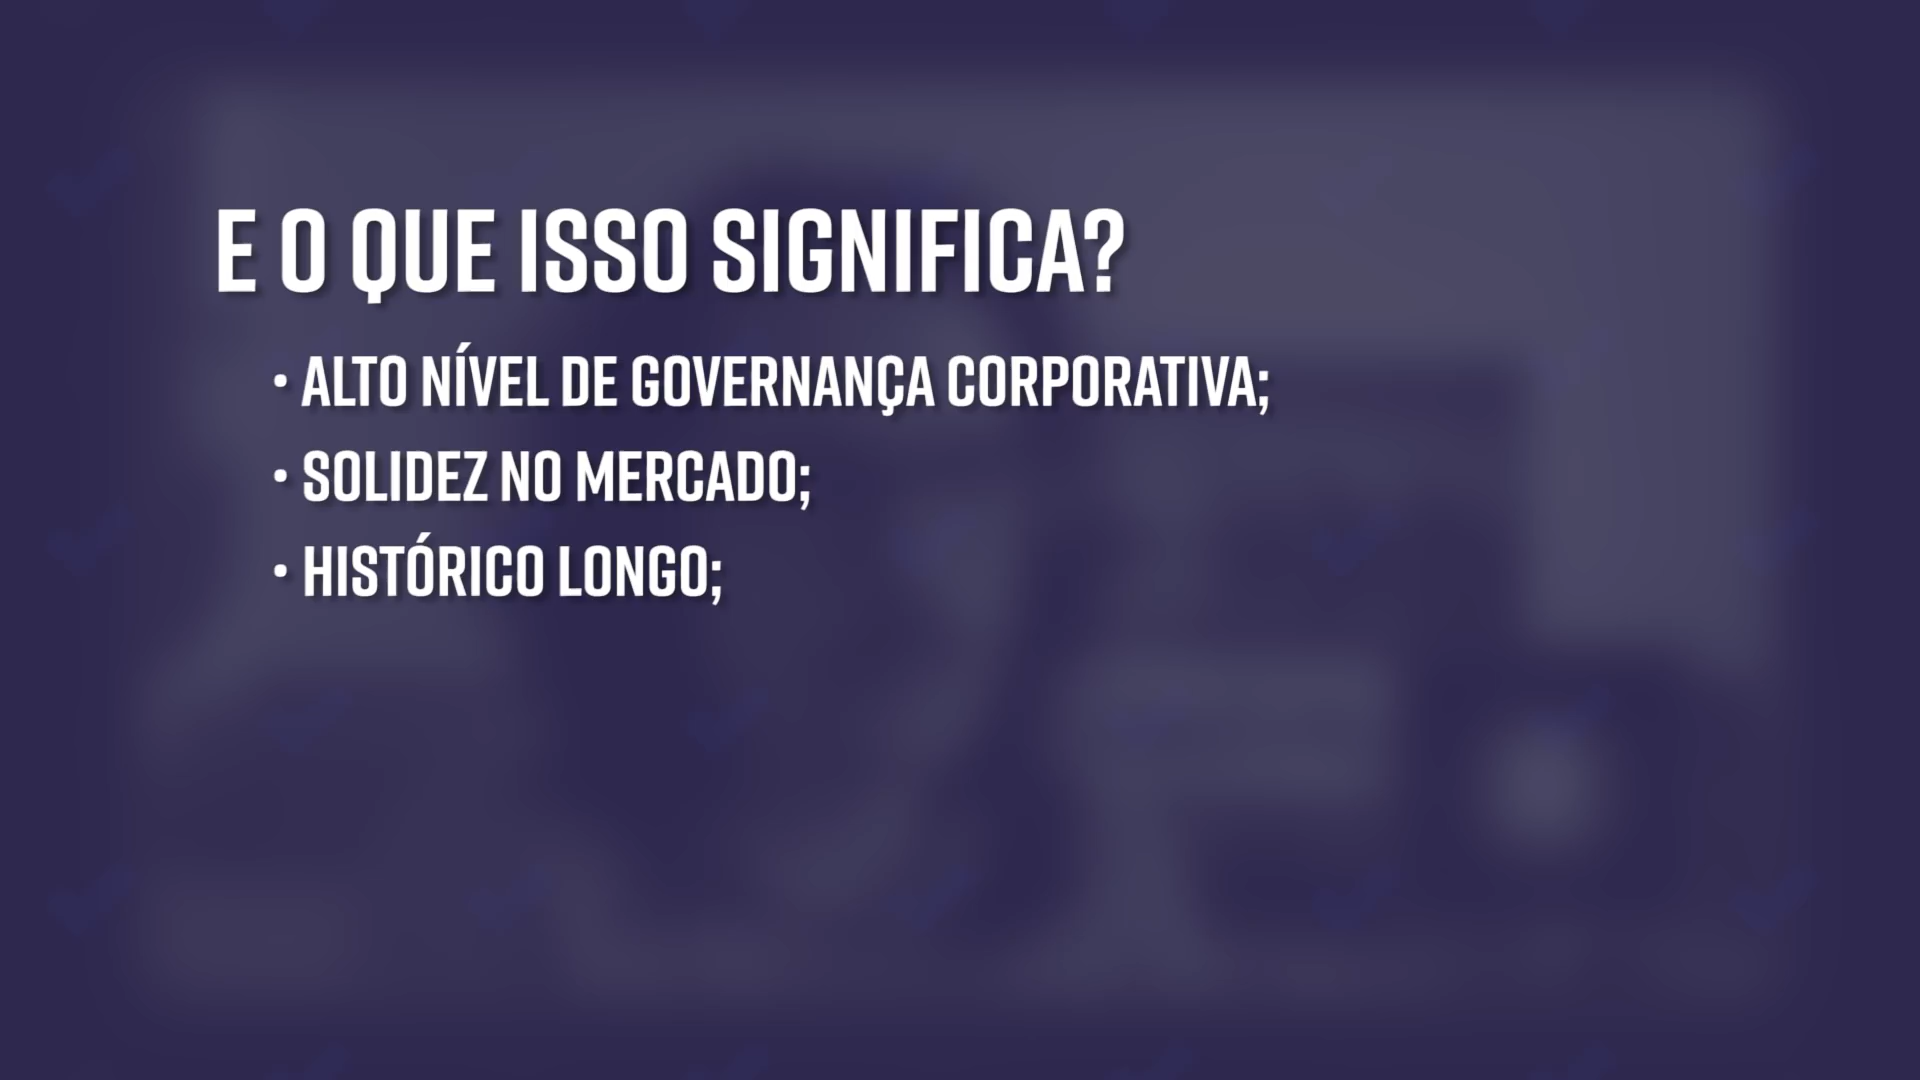 E O QUE ISSO SIGNIFICA?
• ALTO NÍVEL DE GOVERNANÇA CORPORATIVA;
• SOLIDEZ NO MERCADO;
• HISTÓRICO LONGO;